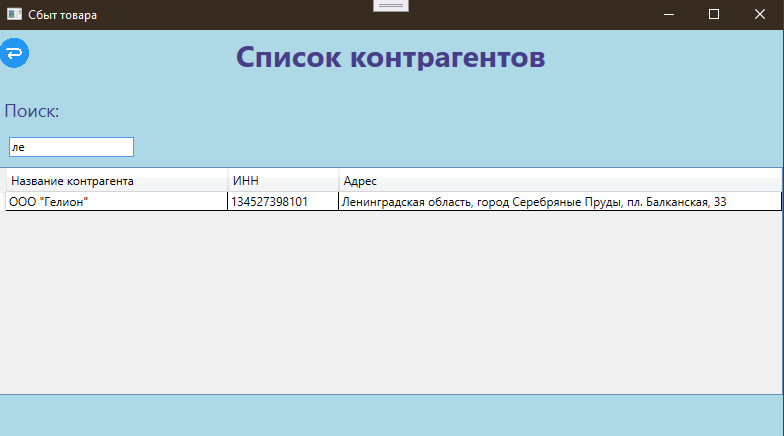 Сбыт товара
Список контрагентов
Поиск:
ле
Название контрагента ИНН Адрес
ООО "Гелион" 134527398101 Ленинградская область, город Серебряные Пруды, пл. Балканская, 33